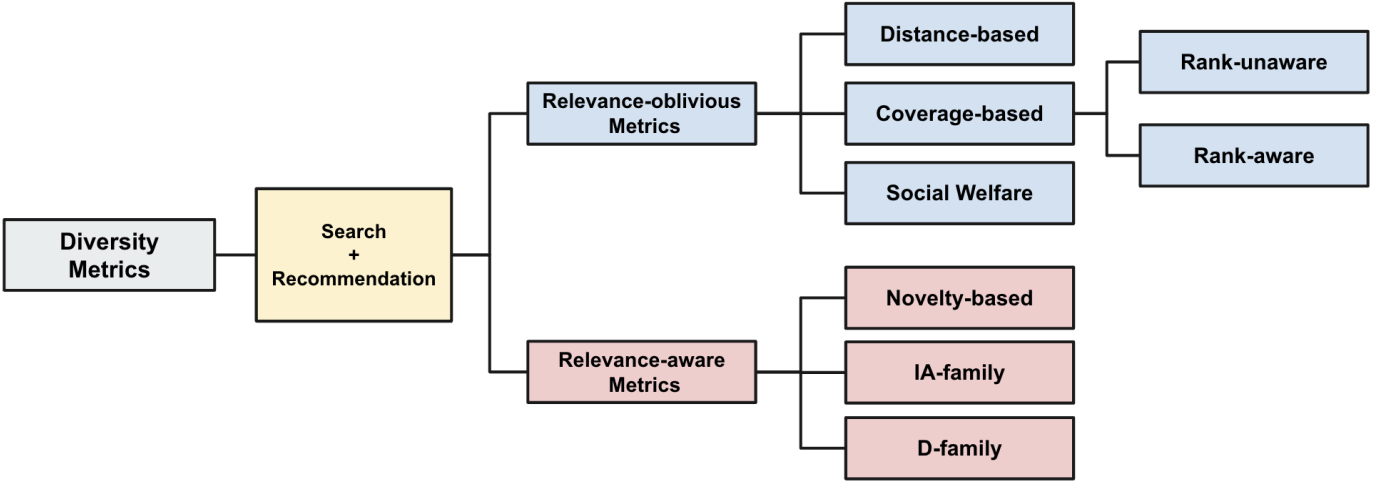 Diversity
Metrics
Search
+
Recommendation
Relevance-oblivious
Metrics
Distance-based
Coverage-based
Social Welfare
Rank-unaware
Rank-aware
Relevance-aware
Metrics
Novelty-based
IA-family
D-family